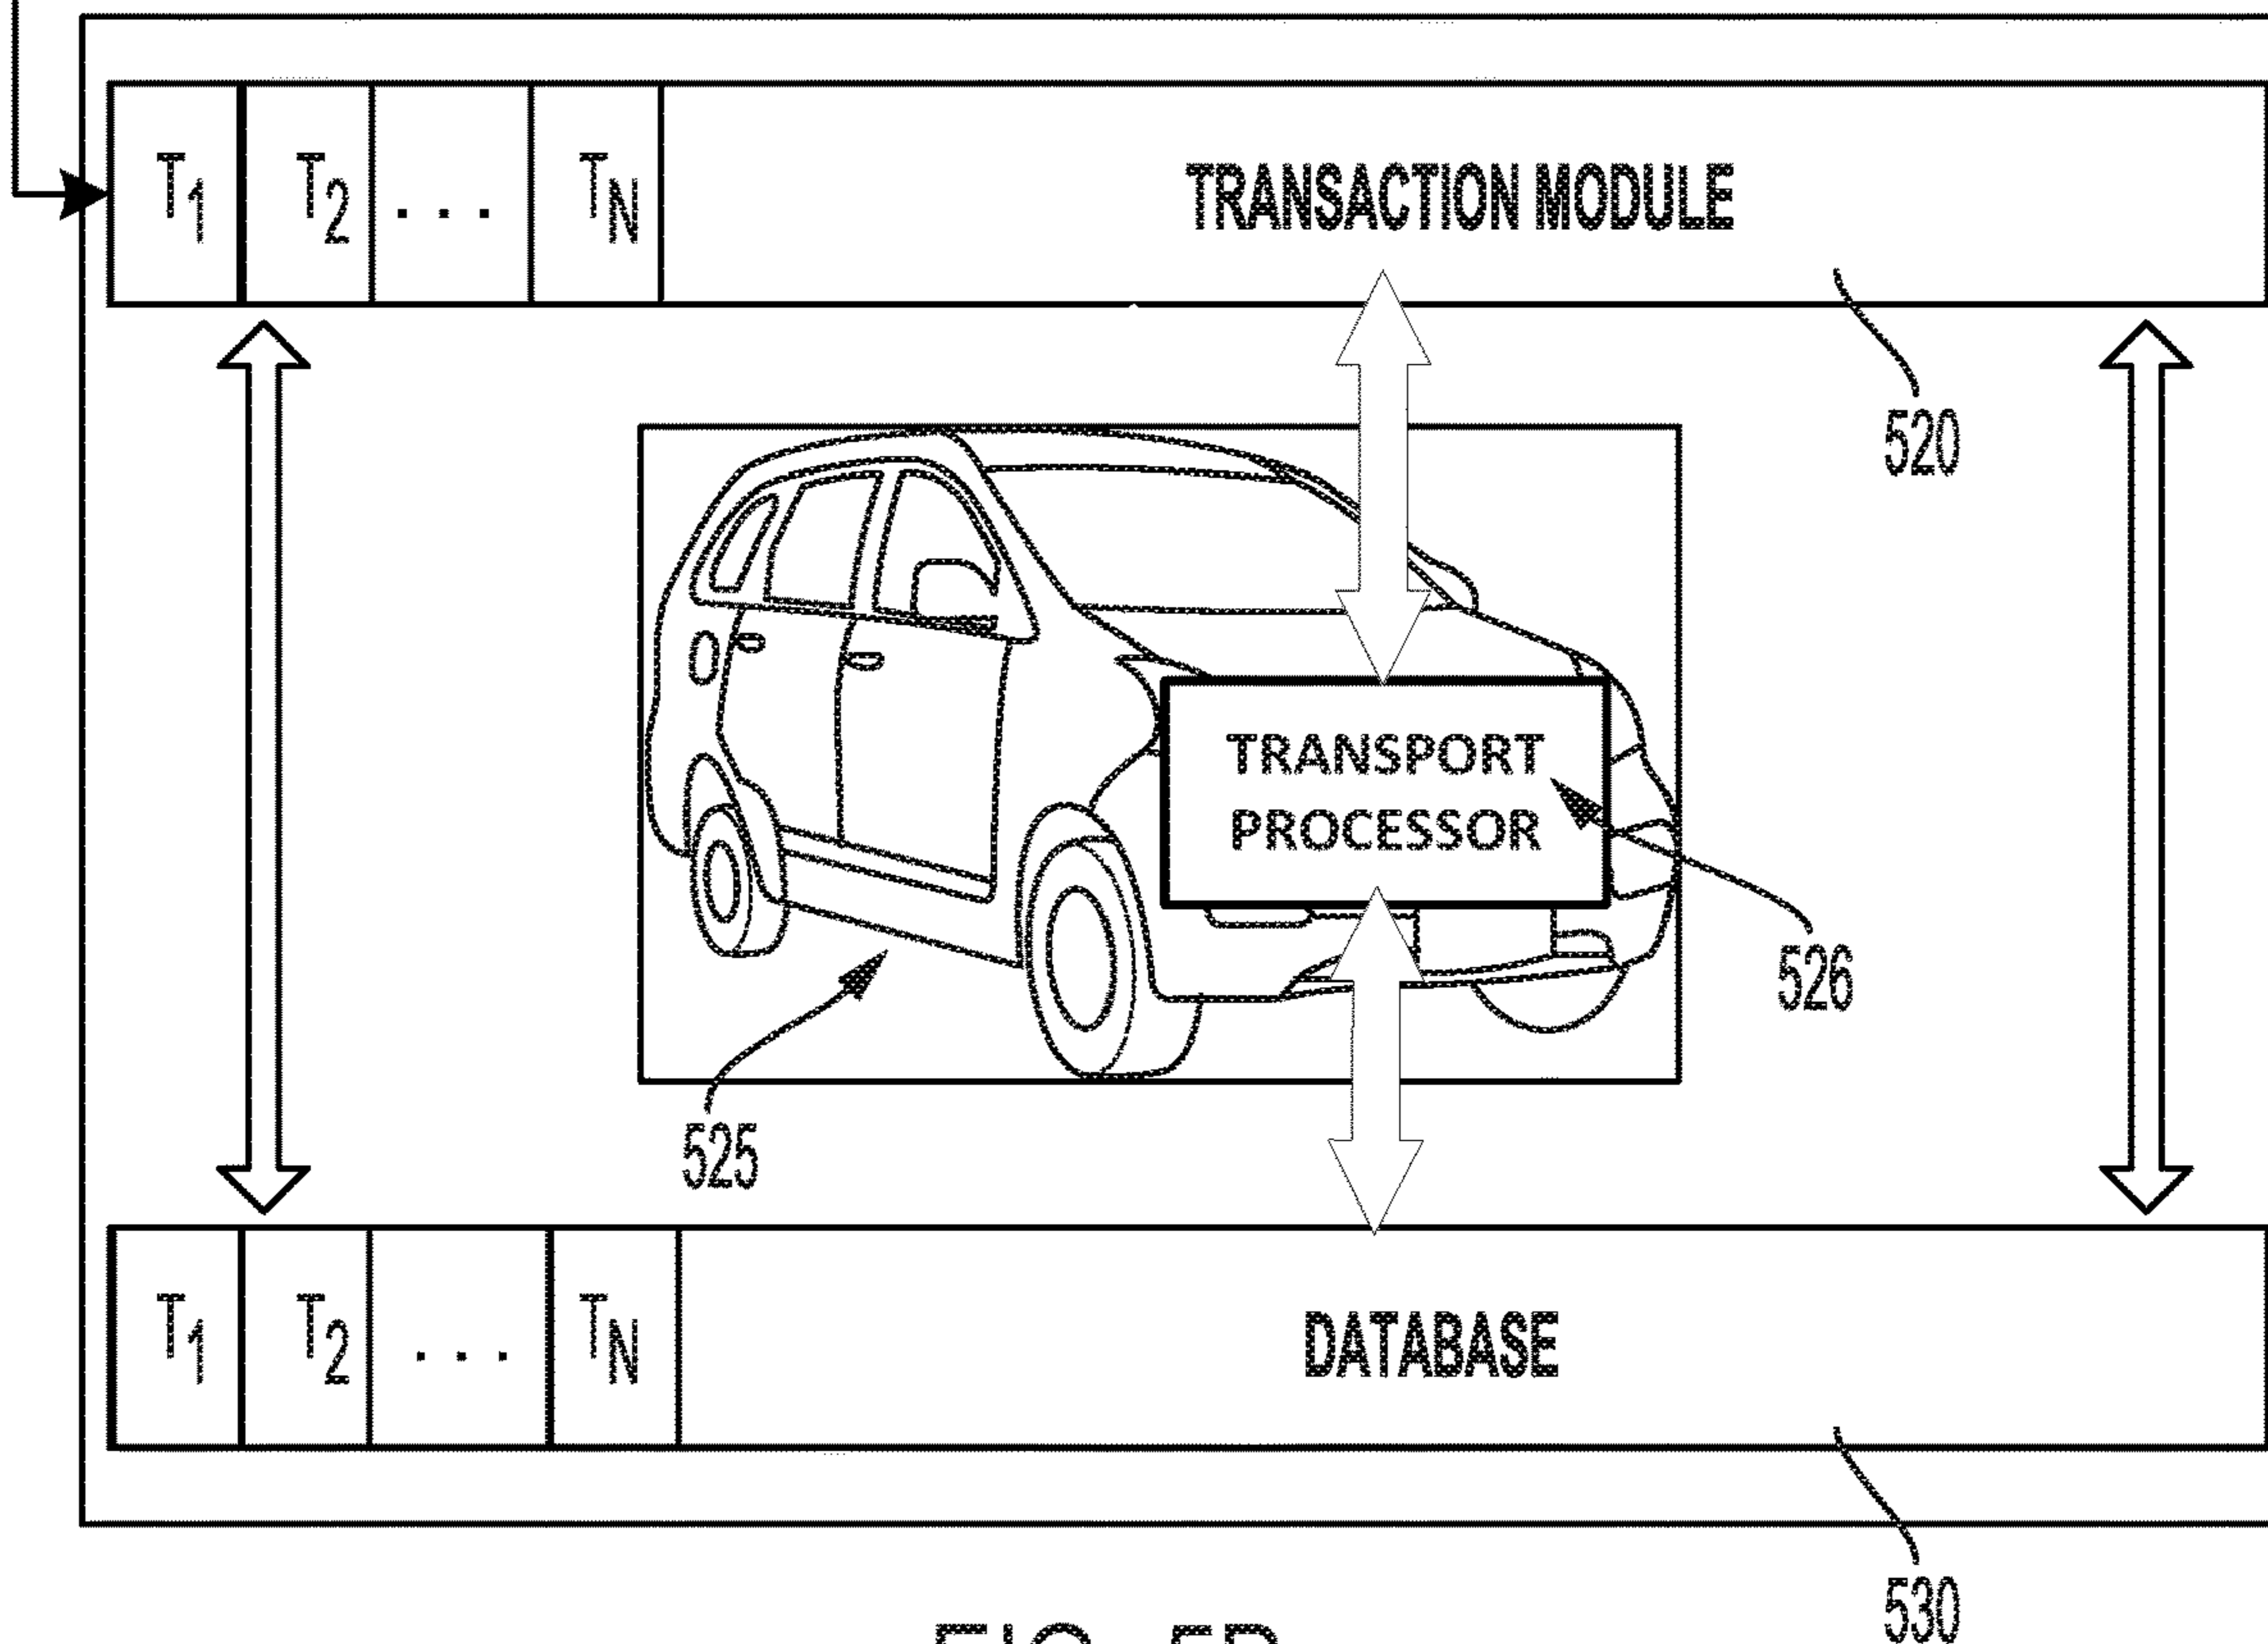 T1 T2 ... TN TRANSACTION MODULE
520
TRANSPORT
PROCESSOR
526
525
T1 T2 ... TN DATABASE
530